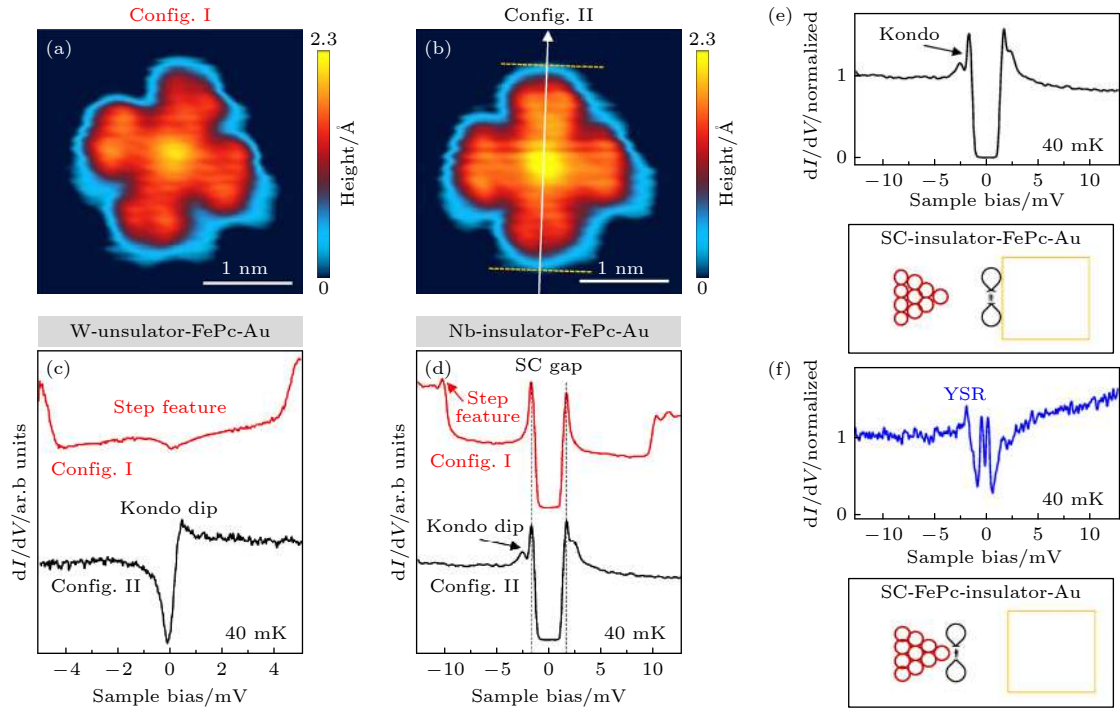 Config. I
(a)
2.3
Height/Å
0
1 nm
Config. II
(b)
2.3
Height/Å
0
1 nm
W-unsulator-FePc-Au
(c)
Step feature
Config. I
Kondo dip
Config. II
40 mK
dI/dV/ar.b units
−4 −2 0 2 4
Sample bias/mV
Nb-insulator-FePc-Au
(d)
SC gap
Step
feature
Config. I
Kondo dip
Config. II
40 mK
dI/dV/ar.b units
−10 −5 0 5 10
Sample bias/mV
(e)
Kondo
1
0
40 mK
dI/dV/normalized
−10 −5 0 5 10
Sample bias/mV
SC-insulator-FePc-Au
(f)
YSR
1
0
40 mK
dI/dV/normalized
−10 −5 0 5 10
Sample bias/mV
SC-FePc-insulator-Au